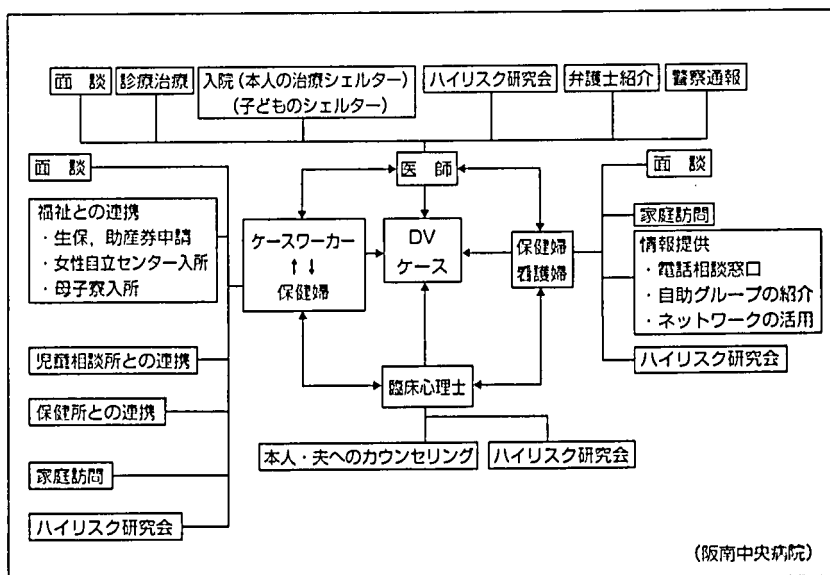 面 談
診療治療
入院(本人の治療シェルター)
(子どものシェルター)
ハイリスク研究会
弁護士紹介
警察通報
医 師
面 談
福祉との連携
・生保，助産券申請
・女性自立センター入所
・母子寮入所
児童相談所との連携
保健所との連携
家庭訪問
ハイリスク研究会
ケースワーカー
↑↓
保健婦
DV
ケース
保健婦
看護婦
面 談
家庭訪問
情報提供
・電話相談窓口
・自助グループの紹介
・ネットワークの活用
ハイリスク研究会
臨床心理士
本人・夫へのカウンセリング
ハイリスク研究会
(阪南中央病院)